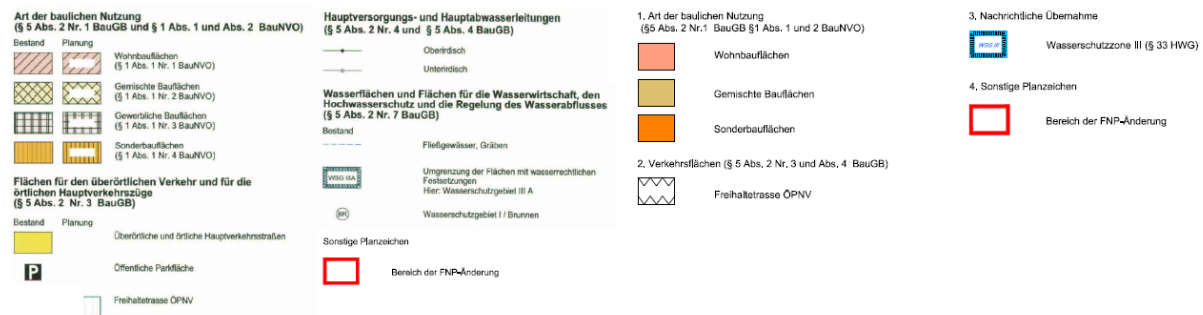 Art der baulichen Nutzung
(§ 5 Abs. 2 Nr. 1 BauGB und § 1 Abs. 1 und Abs. 2 BauNVO)
Bestand Planung
Wohnbauflächen
(§ 1 Abs. 1 Nr. 1 BauNVO)
Gemischte Bauflächen
(§ 1 Abs. 1 Nr. 2 BauNVO)
Gewerbliche Bauflächen
(§ 1 Abs. 1 Nr. 3 BauNVO)
Sonderbauflächen
(§ 1 Abs. 1 Nr. 4 BauNVO)
Flächen für den überörtlichen Verkehr und für die
örtlichen Hauptverkehrszüge
(§ 5 Abs. 2 Nr. 3 BauGB)
Bestand Planung
Überörtliche und örtliche Hauptverkehrsstraßen
P
Öffentliche Parkfläche
Freihaltetrasse ÖPNV
Hauptversorgungs- und Hauptabwasserleitungen
(§ 5 Abs. 2 Nr. 4 und § 5 Abs. 4 BauGB)
Oberirdisch
Unterirdisch
Wasserflächen und Flächen für die Wasserwirtschaft, den
Hochwasserschutz und die Regelung des Wasserabflusses
(§ 5 Abs. 2 Nr. 7 BauGB)
Bestand
Fließgewässer, Gräben
WSG IIIA
Umgrenzung der Flächen mit wasserrechtlichen
Festsetzungen
Hier: Wasserschutzgebiet III A
BR
Wasserschutzgebiet I / Brunnen
Sonstige Planzeichen
Bereich der FNP-Änderung
1. Art der baulichen Nutzung
(§5 Abs. 2 Nr.1 BauGB §1 Abs. 1 und 2 BauNVO)
Wohnbauflächen
Gemischte Bauflächen
Sonderbauflächen
2. Verkehrsflächen (§ 5 Abs. 2 Nr. 3 und Abs. 4 BauGB)
Freihaltetrasse ÖPNV
3. Nachrichtliche Übernahme
WSG III
Wasserschutzzone III (§ 33 HWG)
4. Sonstige Planzeichen
Bereich der FNP-Änderung